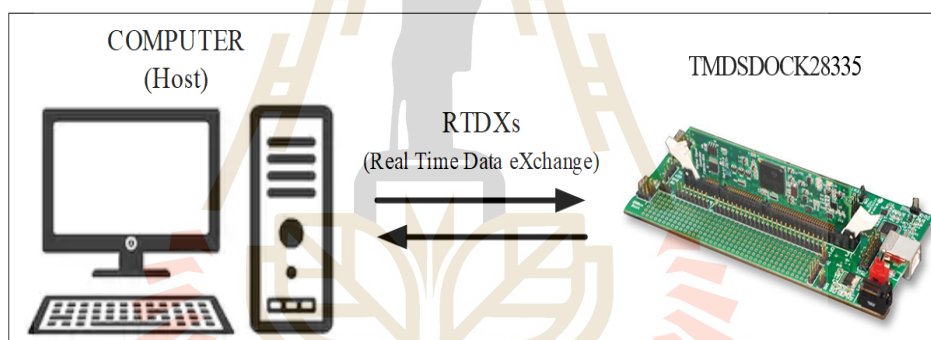 COMPUTER
(Host)
TMDSDOCK28335
RTDXs
(Real Time Data eXchange)